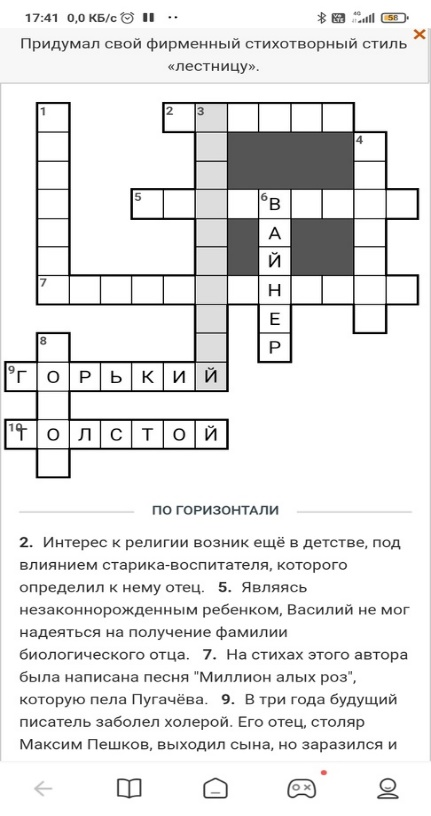 17:41 0,0 КБ/с
4G
58
Придумал свой фирменный стихотворный стиль
«лестницу».
1
2
3
4
5
6В
А
Й
7
Н
Е
8
Р
9Г О Р Ь К И Й
10Т О Л С Т О Й
ПО ГОРИЗОНТАЛИ
2. Интерес к религии возник ещё в детстве, под
влиянием старика-воспитателя, которого
определил к нему отец. 5. Являясь
незаконнорожденным ребенком, Василий не мог
надеяться на получение фамилии
биологического отца. 7. На стихах этого автора
была написана песня "Миллион алых роз",
которую пела Пугачёва. 9. В три года будущий
писатель заболел холерой. Его отец, столяр
Максим Пешков, выходил сына, но заразился и